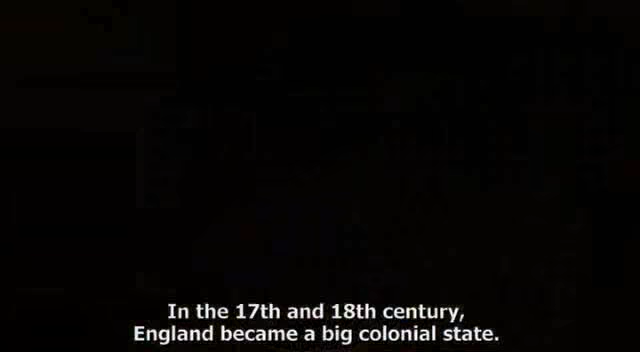 In the 17th and 18th century,
England became a big colonial state.